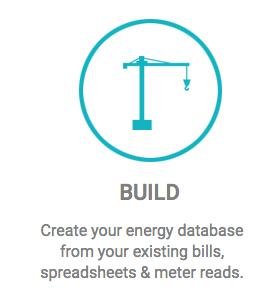 BUILD
Create your energy database
from your existing bills,
spreadsheets & meter reads.